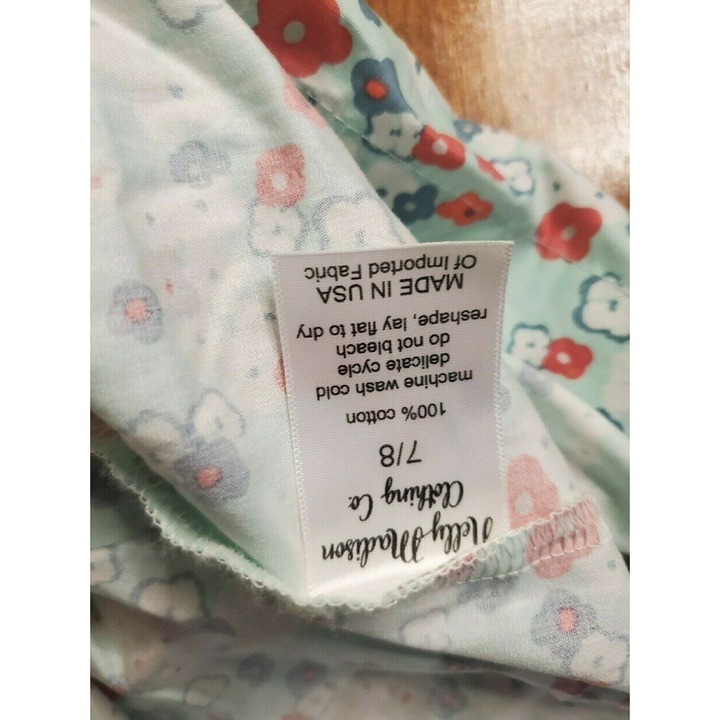 Nelly Madison
Clothing Co.
7/8
100% cotton
machine wash cold
delicate cycle
do not bleach
reshape, lay flat to dry
MADE IN USA
Of Imported Fabric